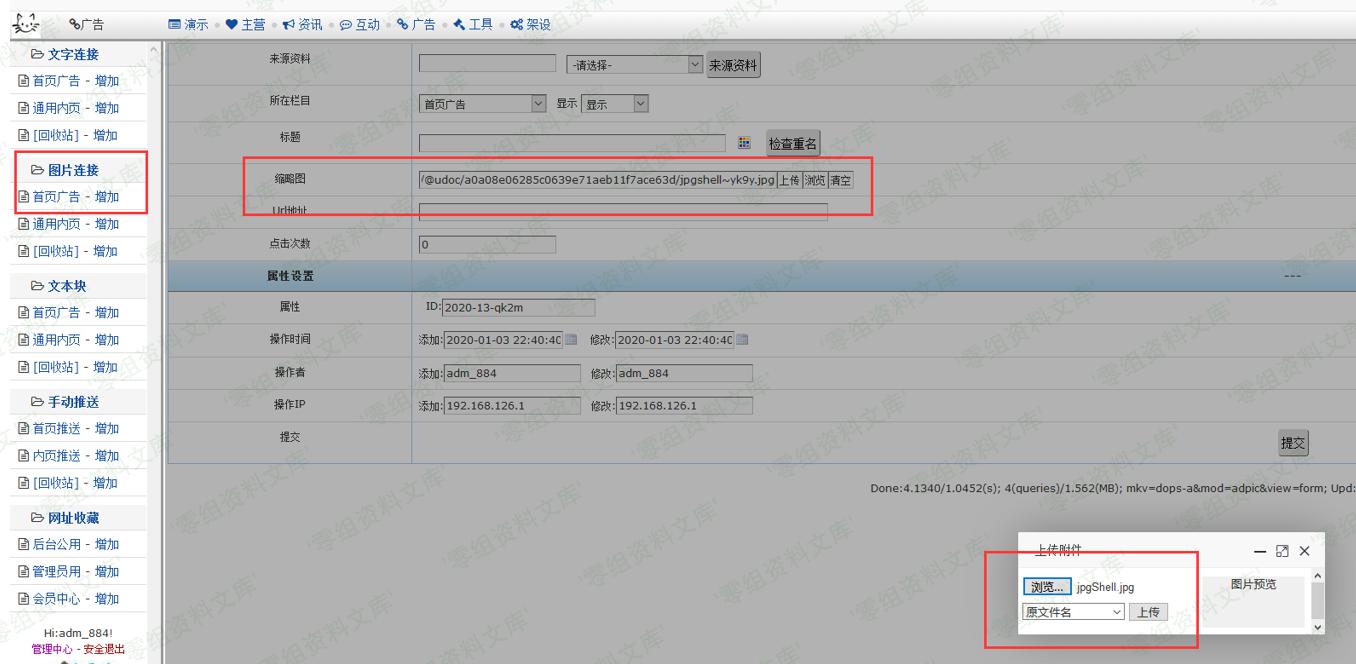 广告 演示 主营 资讯 互动 广告 工具 架设
文字连接
首页广告 - 增加
通用内页 - 增加
[回收站] - 增加
图片连接
首页广告 - 增加
通用内页 - 增加
[回收站] - 增加
文本块
首页广告 - 增加
通用内页 - 增加
[回收站] - 增加
手动推送
首页推送 - 增加
内页推送 - 增加
[回收站] - 增加
网址收藏
后台公用 - 增加
管理员用 - 增加
会员中心 - 增加
Hi:adm_884!
管理中心 - 安全退出
来源资料 -请选择- 来源资料
所在栏目 首页广告 显示 显示
标题 检查重名
缩略图 /@udoc/a0a08e06285c0639e71aeb11f7ace63d/jpgshell~yk9y.jpg 上传 浏览 清空
Url地址
点击次数 0
属性设置 ---
属性 ID: 2020-13-qk2m
操作时间 添加: 2020-01-03 22:40:40 修改: 2020-01-03 22:40:40
操作者 添加: adm_884 修改: adm_884
操作IP 添加: 192.168.126.1 修改: 192.168.126.1
提交 提交
Done:4.1340/1.0452(s); 4(queries)/1.562(MB); mkv=dops-a&mod=adpic&view=form; Upd:
上传附件
浏览... jpgShell.jpg 图片预览
原文件名 上传
'零组资料文库'